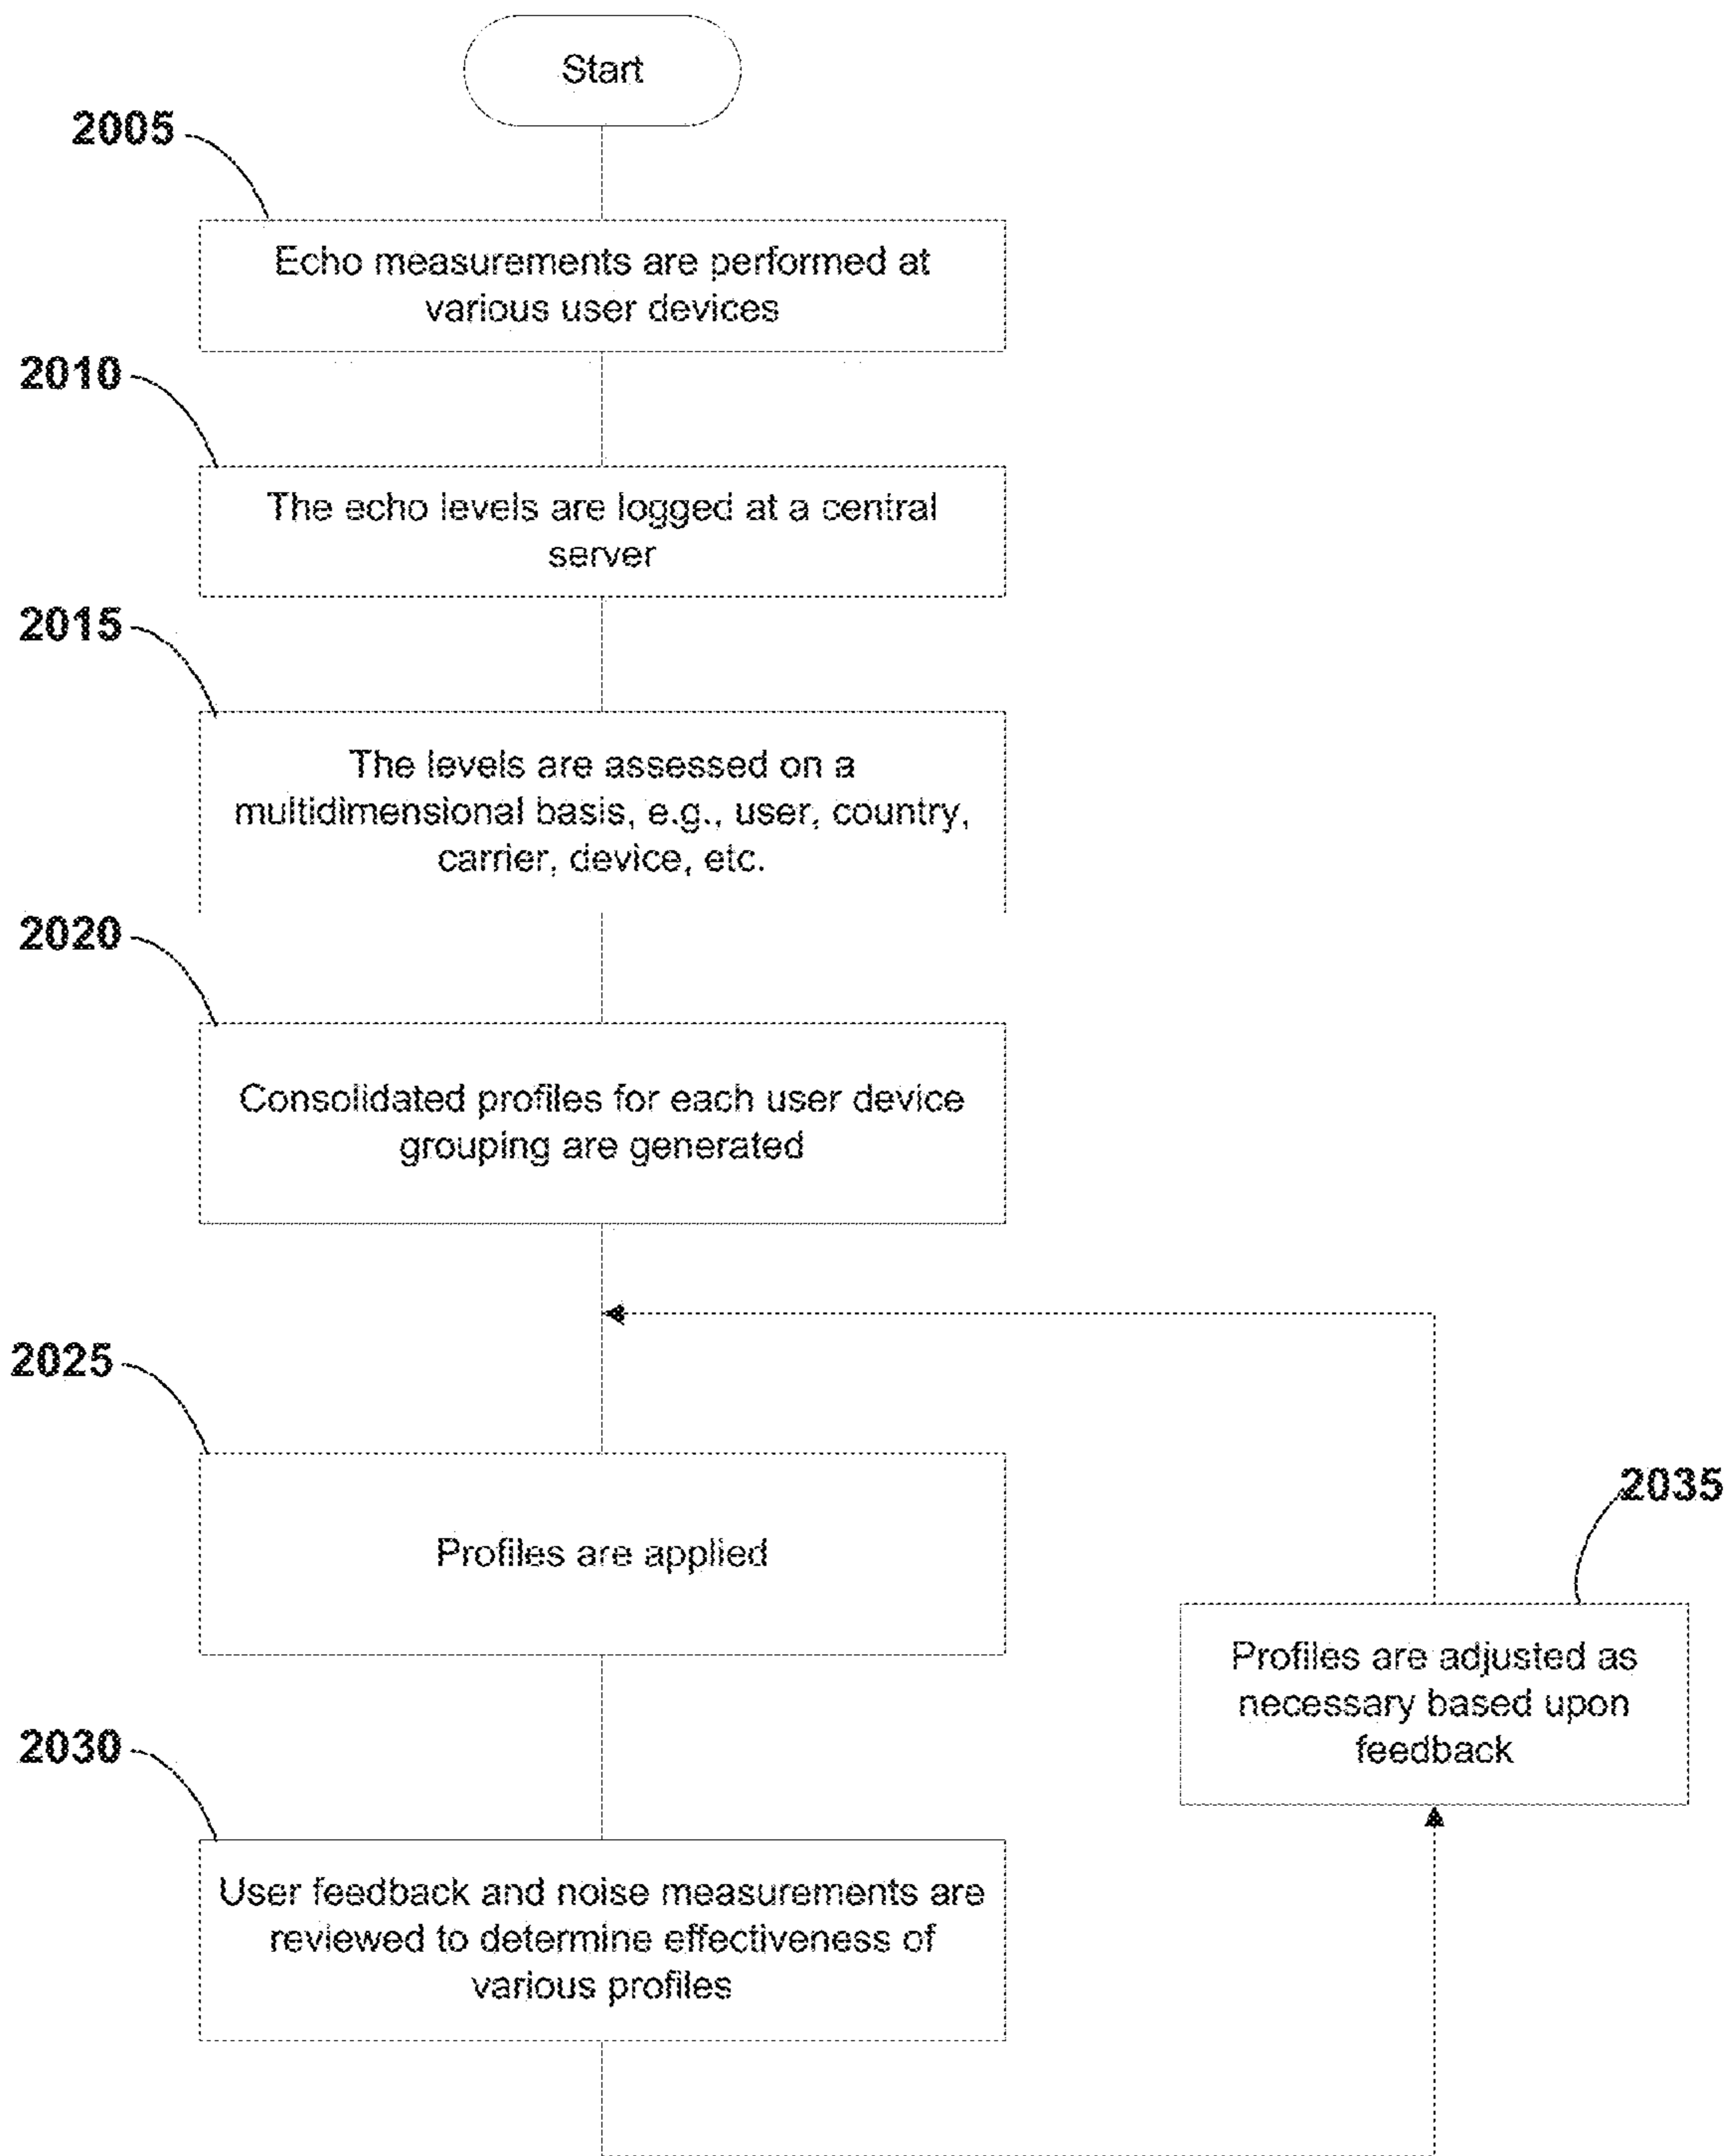 Start
2005
Echo measurements are performed at
various user devices
2010
The echo levels are logged at a central
server
2015
The levels are assessed on a
multidimensional basis, e.g., user, country,
carrier, device, etc.
2020
Consolidated profiles for each user device
grouping are generated
2025
Profiles are applied
2035
Profiles are adjusted as
necessary based upon
feedback
2030
User feedback and noise measurements are
reviewed to determine effectiveness of
various profiles